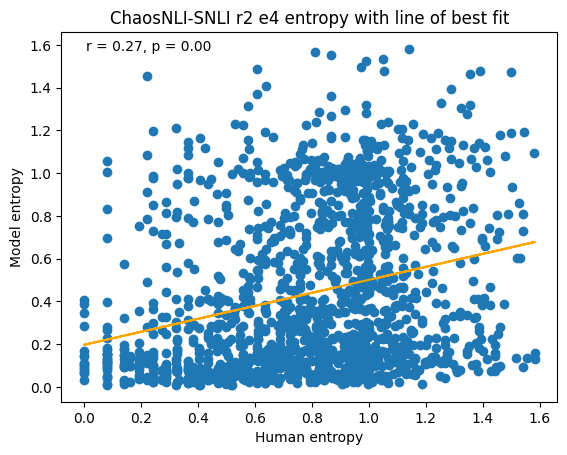 ChaosNLI-SNLI r2 e4 entropy with line of best fit
r = 0.27, p = 0.00
Model entropy
1.6
1.4
1.2
1.0
0.8
0.6
0.4
0.2
0.0
0.0 0.2 0.4 0.6 0.8 1.0 1.2 1.4 1.6
Human entropy